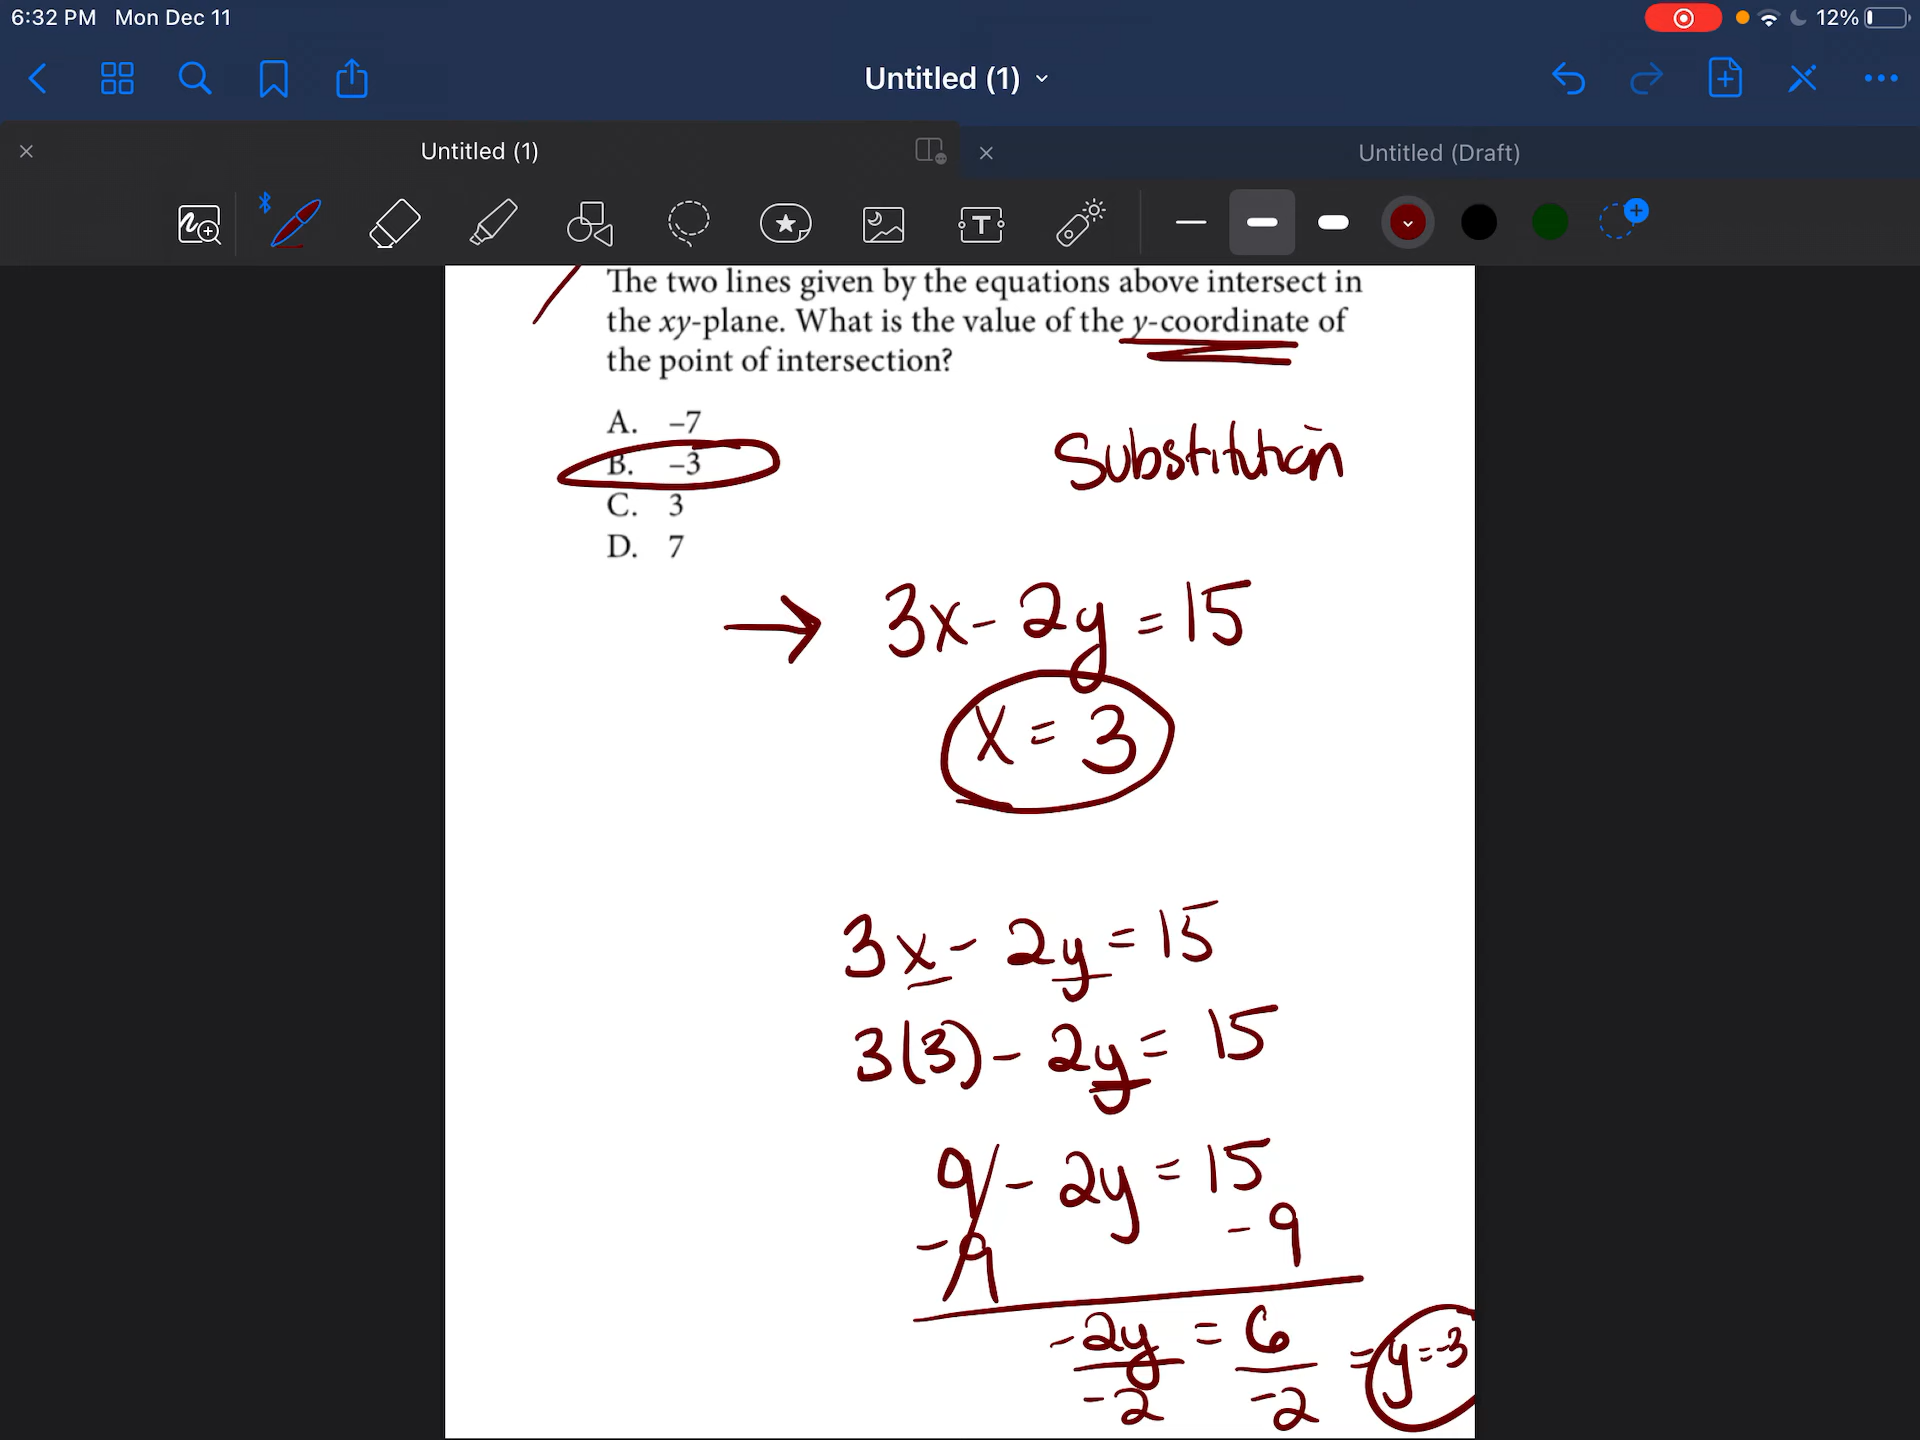 6:32 PM Mon Dec 11
12%
Untitled (1)
Untitled (1)
Untitled (Draft)
The two lines given by the equations above intersect in
the xy-plane. What is the value of the y-coordinate of
the point of intersection?
A. –7
B. –3
C. 3
D. 7
Substitution
→ 3x - 2y = 15
x = 3
3x - 2y = 15
3(3) - 2y = 15
9 - 2y = 15
-9 -9
-2y = 6 = y = -3
-2 -2